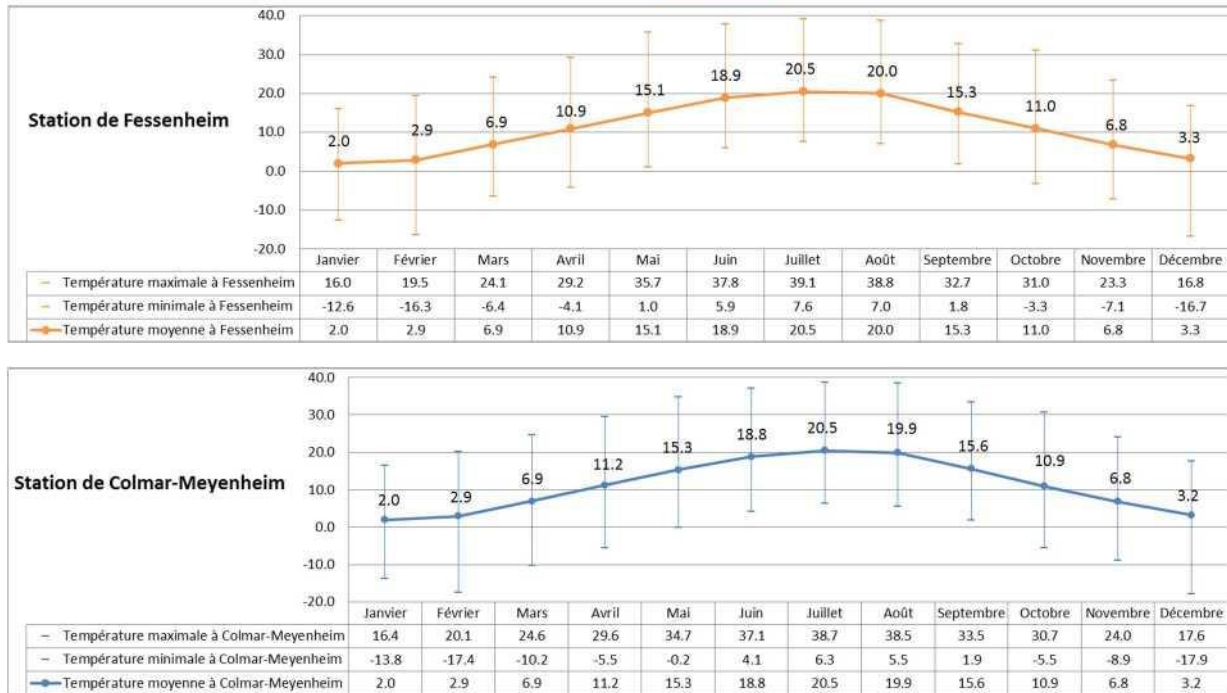 Station de Fessenheim
40.0
30.0
20.0
10.0
0.0
-10.0
-20.0
2.0 2.9 6.9 10.9 15.1 18.9 20.5 20.0 15.3 11.0 6.8 3.3
Janvier Février Mars Avril Mai Juin Juillet Août Septembre Octobre Novembre Décembre
Température maximale à Fessenheim 16.0 19.5 24.1 29.2 35.7 37.8 39.1 38.8 32.7 31.0 23.3 16.8
Température minimale à Fessenheim -12.6 -16.3 -6.4 -4.1 1.0 5.9 7.6 7.0 1.8 -3.3 -7.1 -16.7
Température moyenne à Fessenheim 2.0 2.9 6.9 10.9 15.1 18.9 20.5 20.0 15.3 11.0 6.8 3.3
Station de Colmar-Meyenheim
40.0
30.0
20.0
10.0
0.0
-10.0
-20.0
2.0 2.9 6.9 11.2 15.3 18.8 20.5 19.9 15.6 10.9 6.8 3.2
Janvier Février Mars Avril Mai Juin Juillet Août Septembre Octobre Novembre Décembre
Température maximale à Colmar-Meyenheim 16.4 20.1 24.6 29.6 34.7 37.1 38.7 38.5 33.5 30.7 24.0 17.6
Température minimale à Colmar-Meyenheim -13.8 -17.4 -10.2 -5.5 -0.2 4.1 6.3 5.5 1.9 -5.5 -8.9 -17.9
Température moyenne à Colmar-Meyenheim 2.0 2.9 6.9 11.2 15.3 18.8 20.5 19.9 15.6 10.9 6.8 3.2